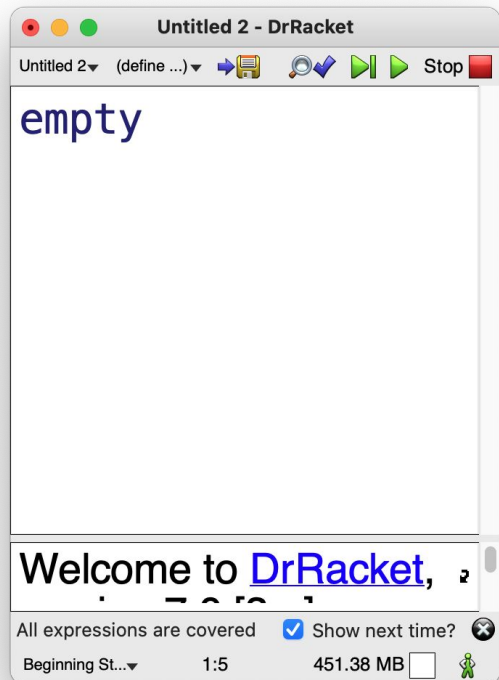 Untitled 2 - DrRacket
Untitled 2 (define ...) Stop
empty
Welcome to DrRacket,
All expressions are covered Show next time?
Beginning St... 1:5 451.38 MB